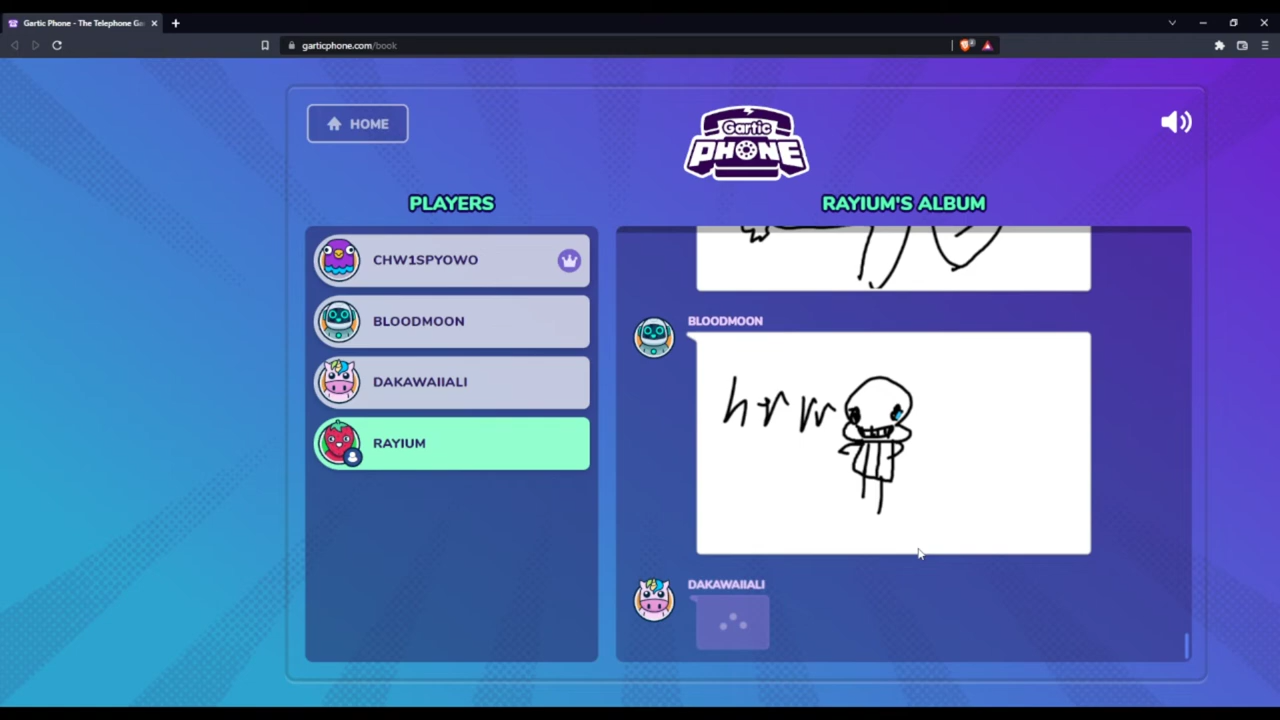 Gartic Phone - The Telephone Ga
garticphone.com/book
HOME
Gartic
PHONE
PLAYERS
RAYIUM'S ALBUM
CHW1SPYOWO
BLOODMOON
DAKAWAIIALI
RAYIUM
BLOODMOON
DAKAWAIIALI